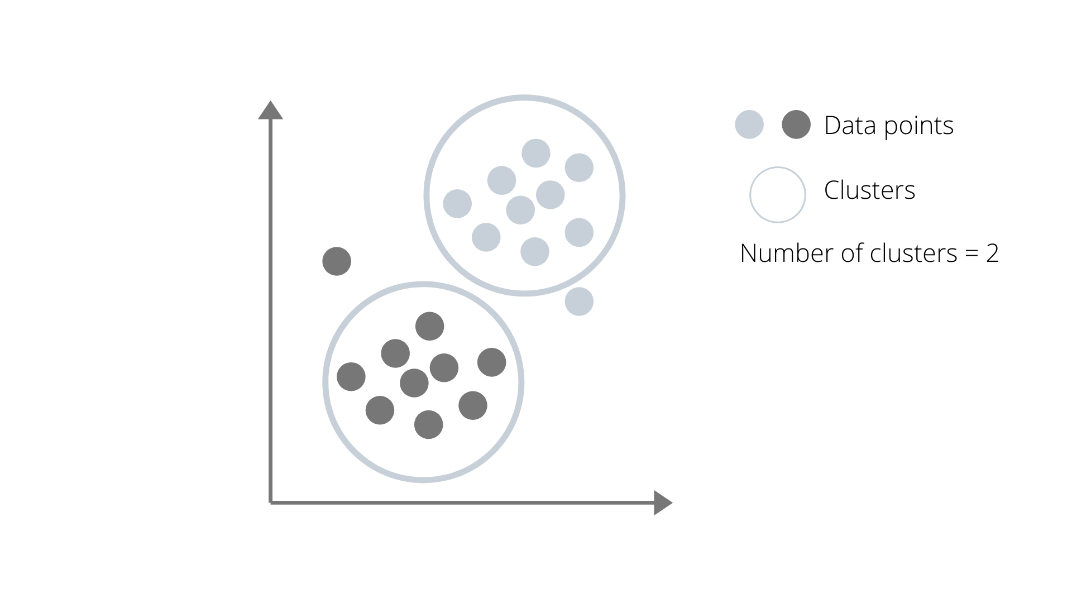 Data points
Clusters
Number of clusters = 2